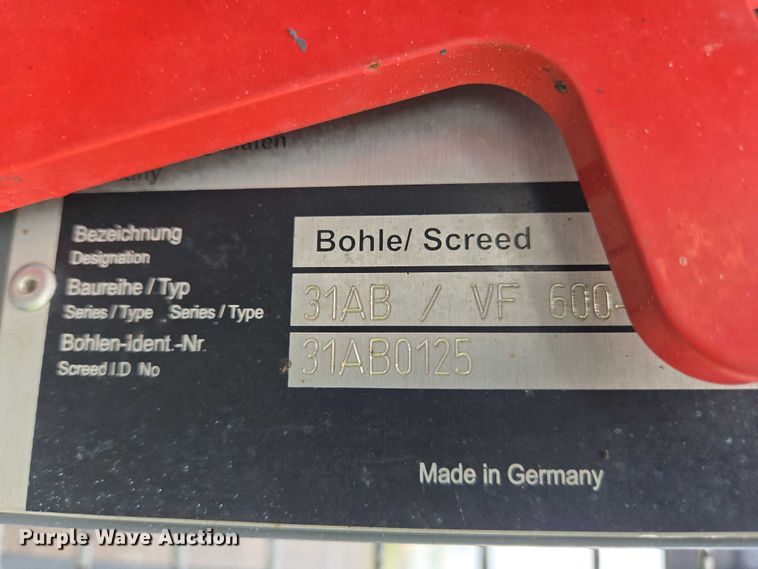 Bezeichnung
Designation
Bohle/ Screed
Baureihe / Typ
Series / Type Series / Type
31AB / VF 600-
Bohlen-Ident.-Nr.
Screed I.D No
31AB0125
Made in Germany
Purple Wave Auction